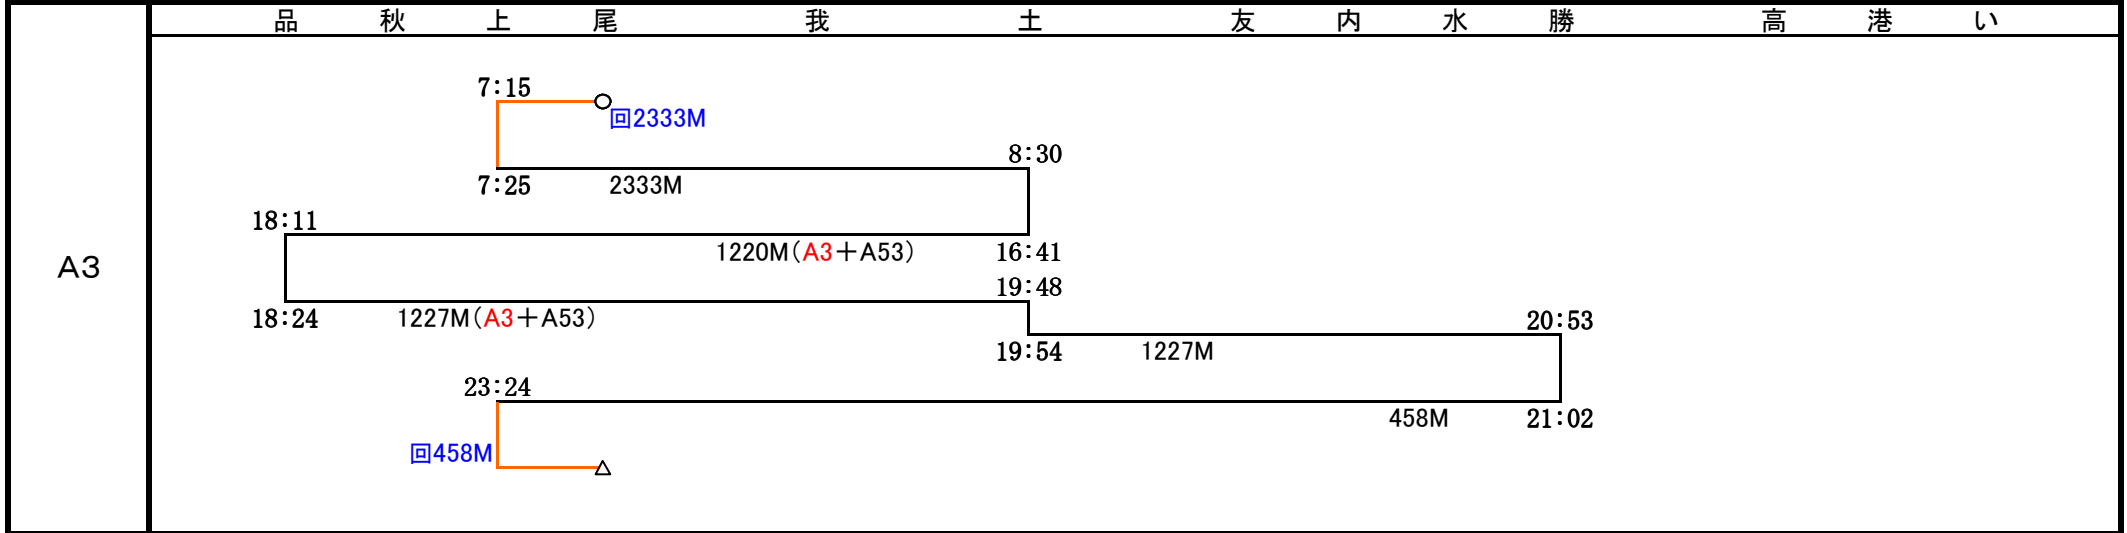 品 秋 上 尾 我 土 友 内 水 勝 高 港 い
7:15
回2333M
8:30
7:25 2333M
18:11
A3
1220M(A3+A53) 16:41
19:48
18:24 1227M(A3+A53)
20:53
19:54 1227M
23:24
458M 21:02
回458M